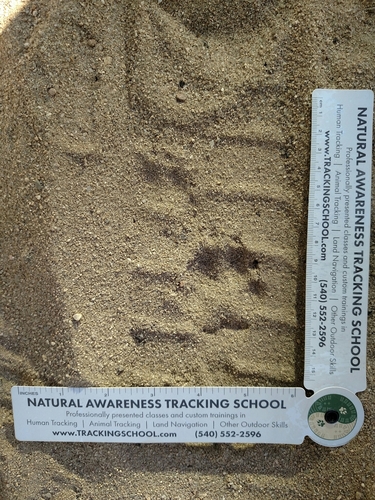 NATURAL AWARENESS TRACKING SCHOOL
Professionally presented classes and custom trainings in
Human Tracking | Animal Tracking | Land Navigation | Other Outdoor Skills
www.TRACKINGSCHOOL.com (540) 552-2596
INCHES
NATURAL AWARENESS TRACKING SCHOOL
Professionally presented classes and custom trainings in
Human Tracking | Animal Tracking | Land Navigation | Other Outdoor Skills
www.TRACKINGSCHOOL.com (540) 552-2596